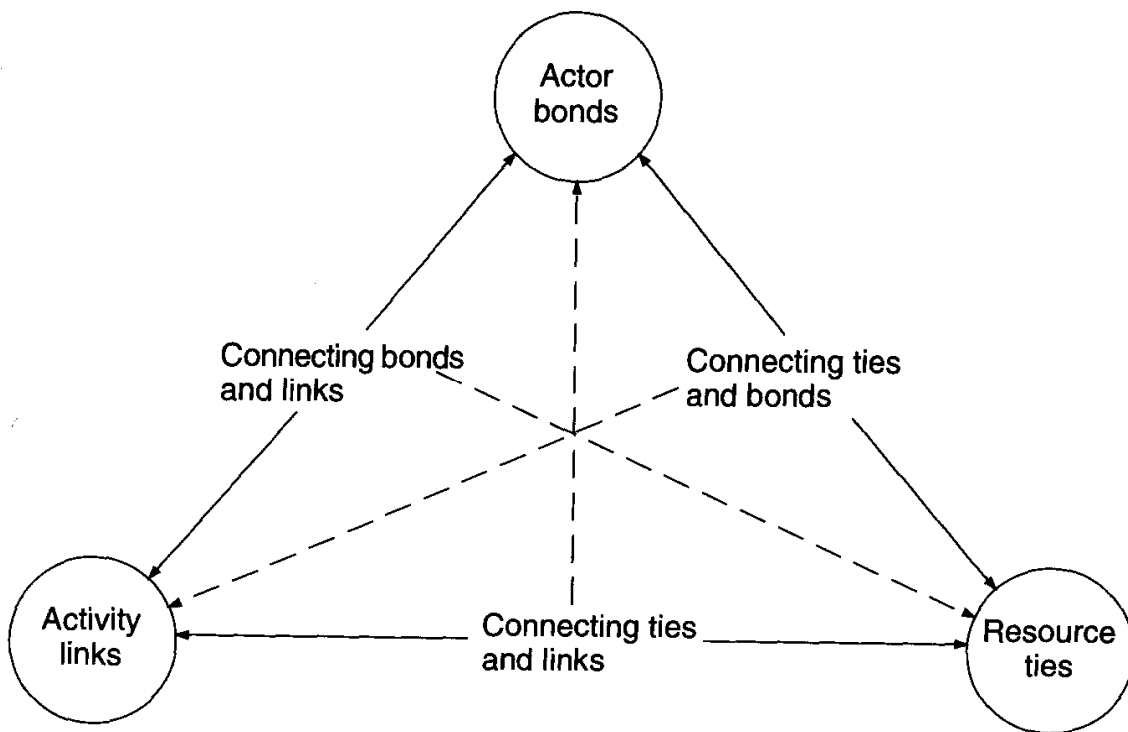 Actor
bonds
Connecting bonds
and links
Connecting ties
and bonds
Activity
links
Connecting ties
and links
Resource
ties